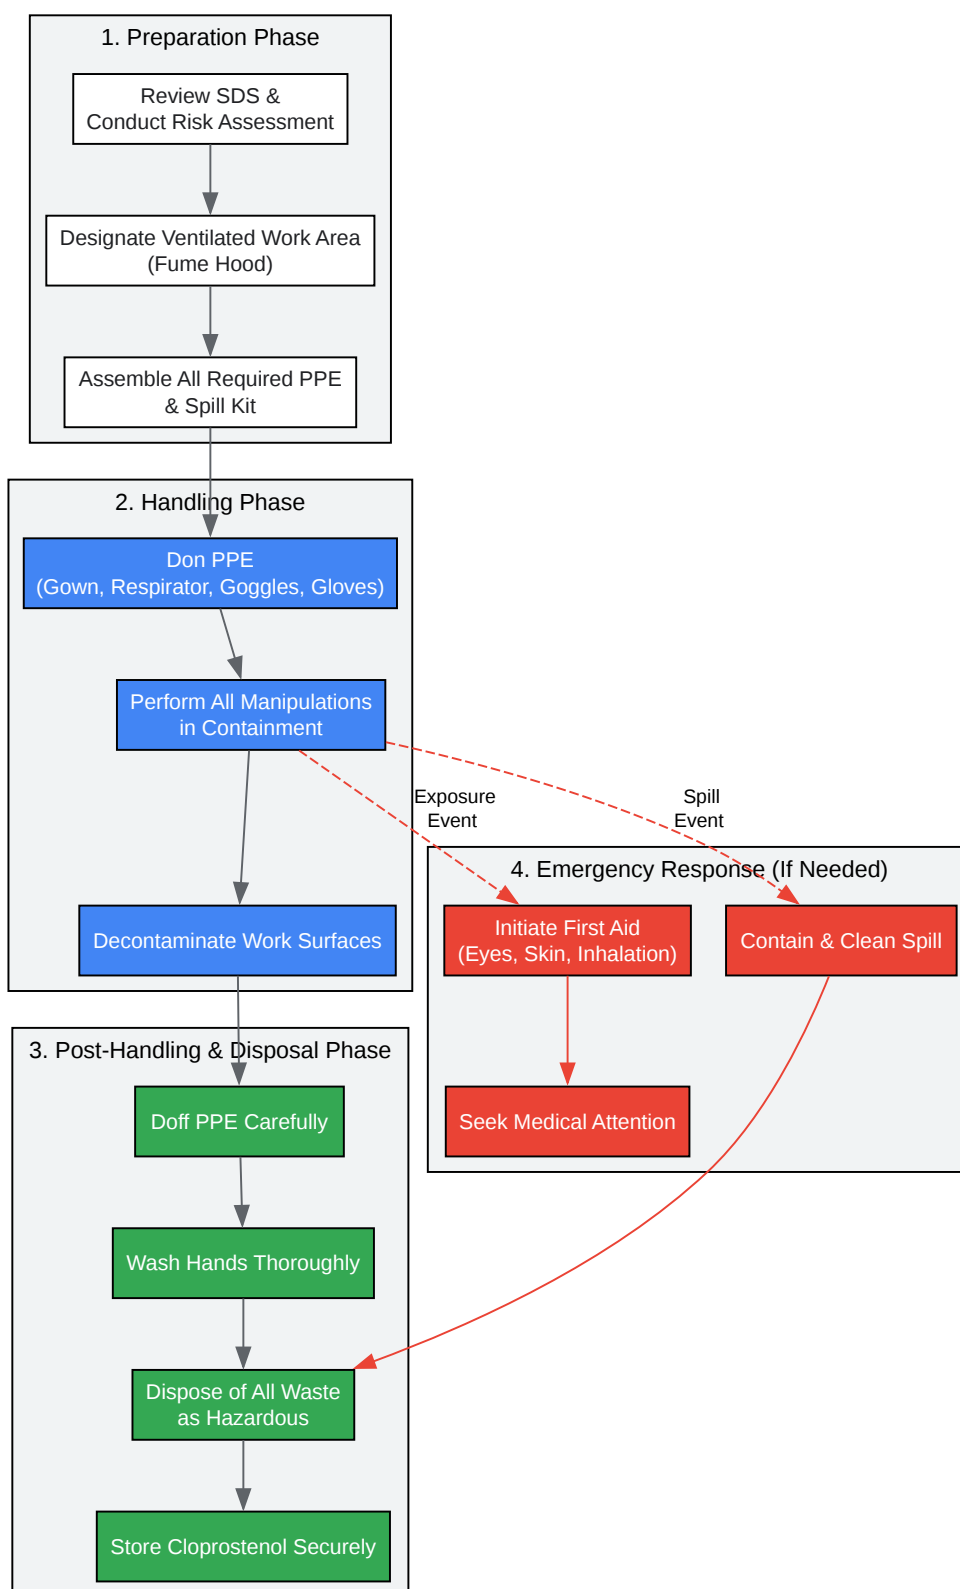 1. Preparation Phase
Review SDS &
Conduct Risk Assessment
Designate Ventilated Work Area
(Fume Hood)
Assemble All Required PPE
& Spill Kit
2. Handling Phase
Don PPE
(Gown, Respirator, Goggles, Gloves)
Perform All Manipulations
in Containment
Exposure
Event
Spill
Event
Decontaminate Work Surfaces
4. Emergency Response (If Needed)
Initiate First Aid
(Eyes, Skin, Inhalation)
Contain & Clean Spill
Seek Medical Attention
3. Post-Handling & Disposal Phase
Doff PPE Carefully
Wash Hands Thoroughly
Dispose of All Waste
as Hazardous
Store Cloprostenol Securely